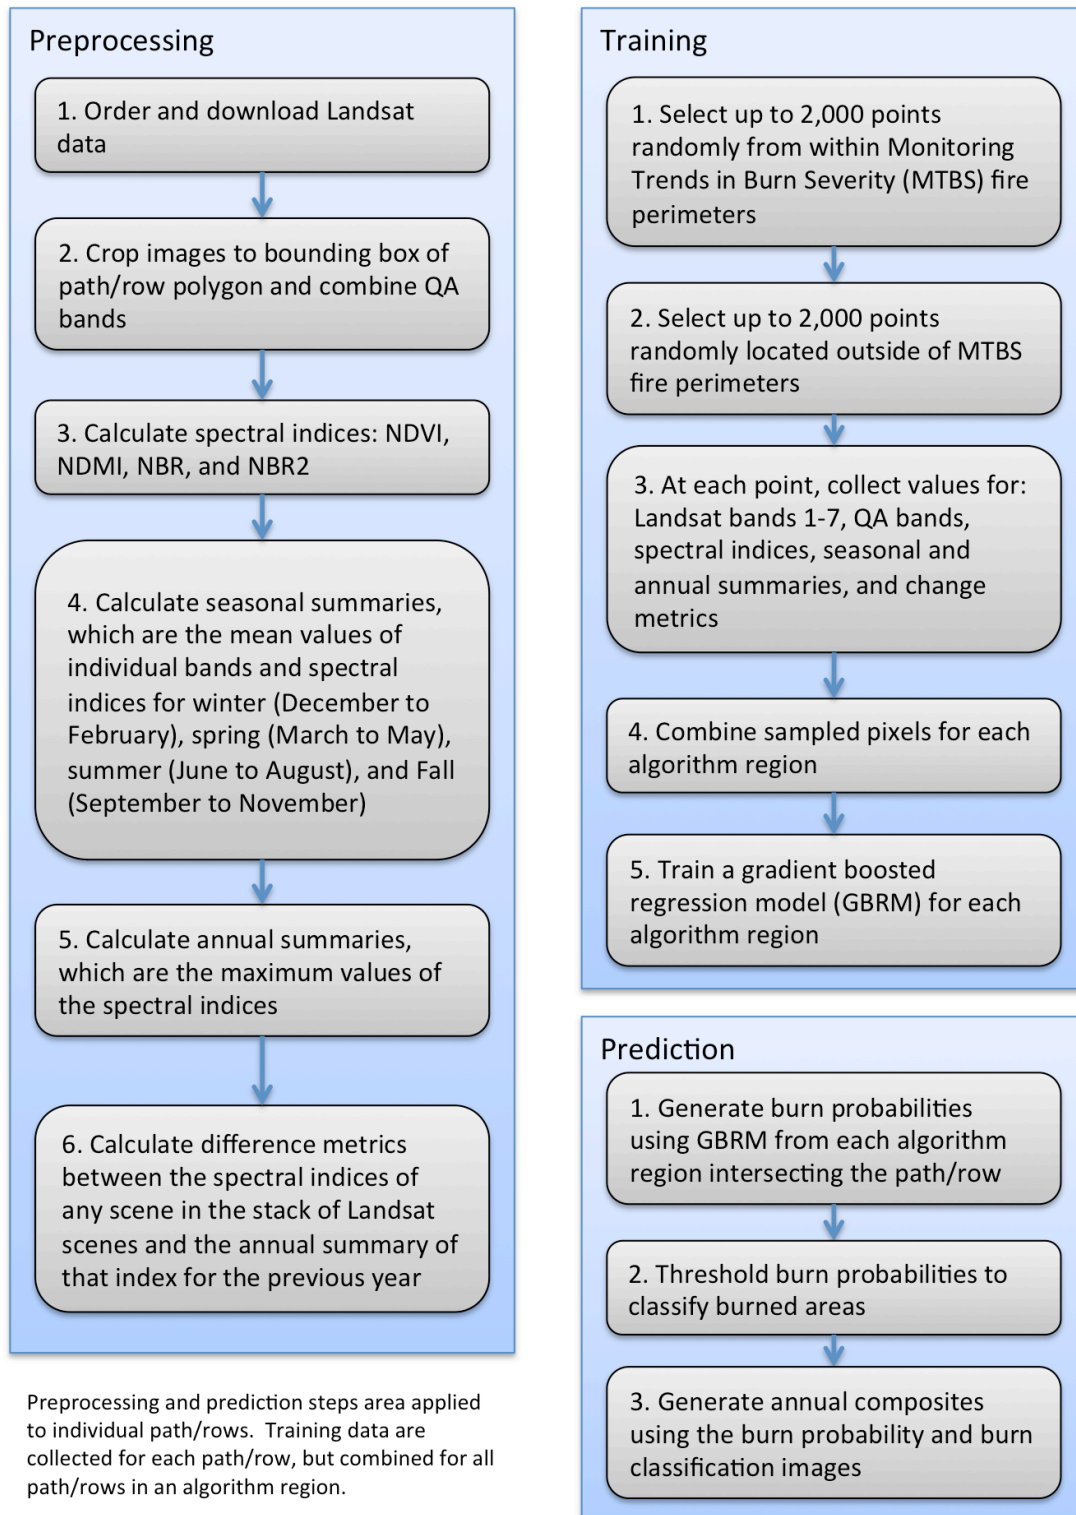 Preprocessing
1. Order and download Landsat
data
2. Crop images to bounding box of
path/row polygon and combine QA
bands
3. Calculate spectral indices: NDVI,
NDMI, NBR, and NBR2
4. Calculate seasonal summaries,
which are the mean values of
individual bands and spectral
indices for winter (December to
February), spring (March to May),
summer (June to August), and Fall
(September to November)
5. Calculate annual summaries,
which are the maximum values of
the spectral indices
6. Calculate difference metrics
between the spectral indices of
any scene in the stack of Landsat
scenes and the annual summary of
that index for the previous year
Preprocessing and prediction steps area applied
to individual path/rows.  Training data are
collected for each path/row, but combined for all
path/rows in an algorithm region.
Training
1. Select up to 2,000 points
randomly from within Monitoring
Trends in Burn Severity (MTBS) fire
perimeters
2. Select up to 2,000 points
randomly located outside of MTBS
fire perimeters
3. At each point, collect values for:
Landsat bands 1-7, QA bands,
spectral indices, seasonal and
annual summaries, and change
metrics
4. Combine sampled pixels for each
algorithm region
5. Train a gradient boosted
regression model (GBRM) for each
algorithm region
Prediction
1. Generate burn probabilities
using GBRM from each algorithm
region intersecting the path/row
2. Threshold burn probabilities to
classify burned areas
3. Generate annual composites
using the burn probability and burn
classification images